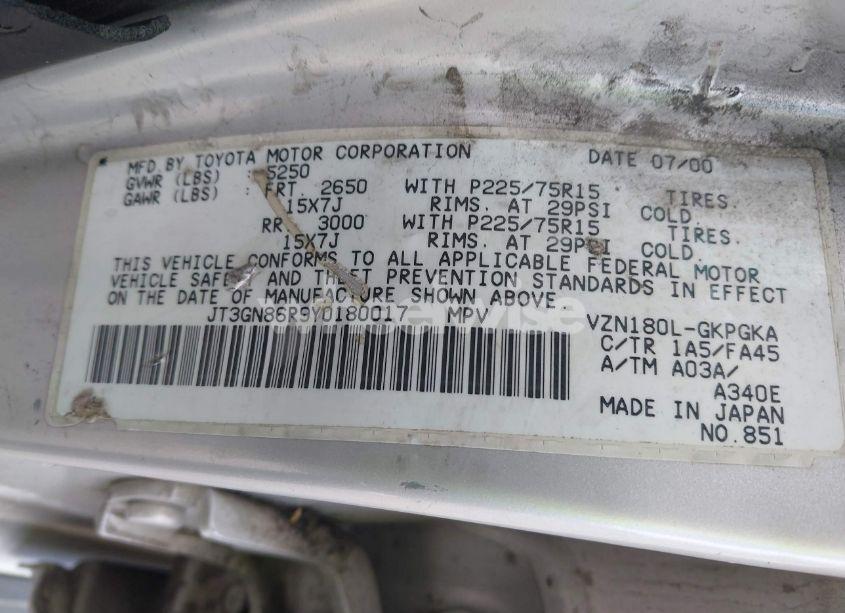 MFD. BY TOYOTA MOTOR CORPORATION DATE 07/00
GVWR (LBS) : 5250
GAWR (LBS) : FRT. 2650 WITH P225/75R15 TIRES.
15X7J RIMS. AT 29PSI COLD.
RR. 3000 WITH P225/75R15 TIRES.
15X7J RIMS. AT 29PSI COLD.
THIS VEHICLE CONFORMS TO ALL APPLICABLE FEDERAL MOTOR
VEHICLE SAFETY AND THEFT PREVENTION STANDARDS IN EFFECT
ON THE DATE OF MANUFACTURE SHOWN ABOVE.
JT3GN86R9Y0180017 MPV VZN180L-GKPGKA
C/TR 1A5/FA45
A/TM A03A/
A340E
MADE IN JAPAN
NO.851